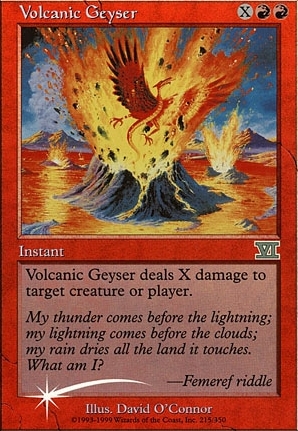 Volcanic Geyser X
Instant VI
Volcanic Geyser deals X damage to
target creature or player.
My thunder comes before the lightning;
my lightning comes before the clouds;
my rain dries all the land it touches.
What am I?
—Femeref riddle
Illus. David O'Connor
©1993-1999 Wizards of the Coast, Inc. 215/350